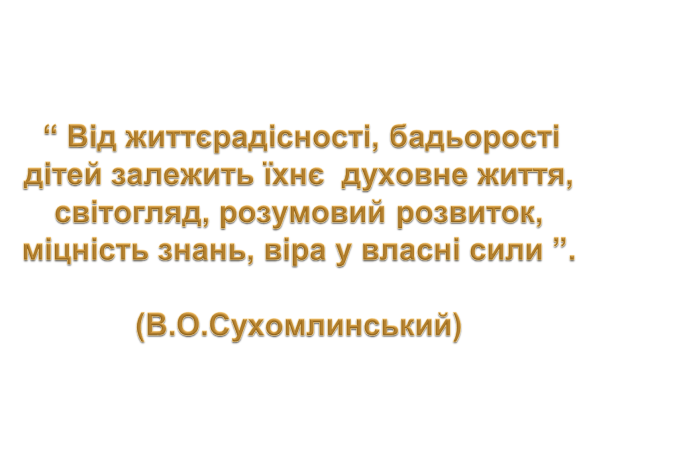 “ Від життєрадісності, бадьорості
дітей залежить їхнє  духовне життя,
світогляд, розумовий розвиток,
міцність знань, віра у власні сили ”.
(В.О.Сухомлинський)